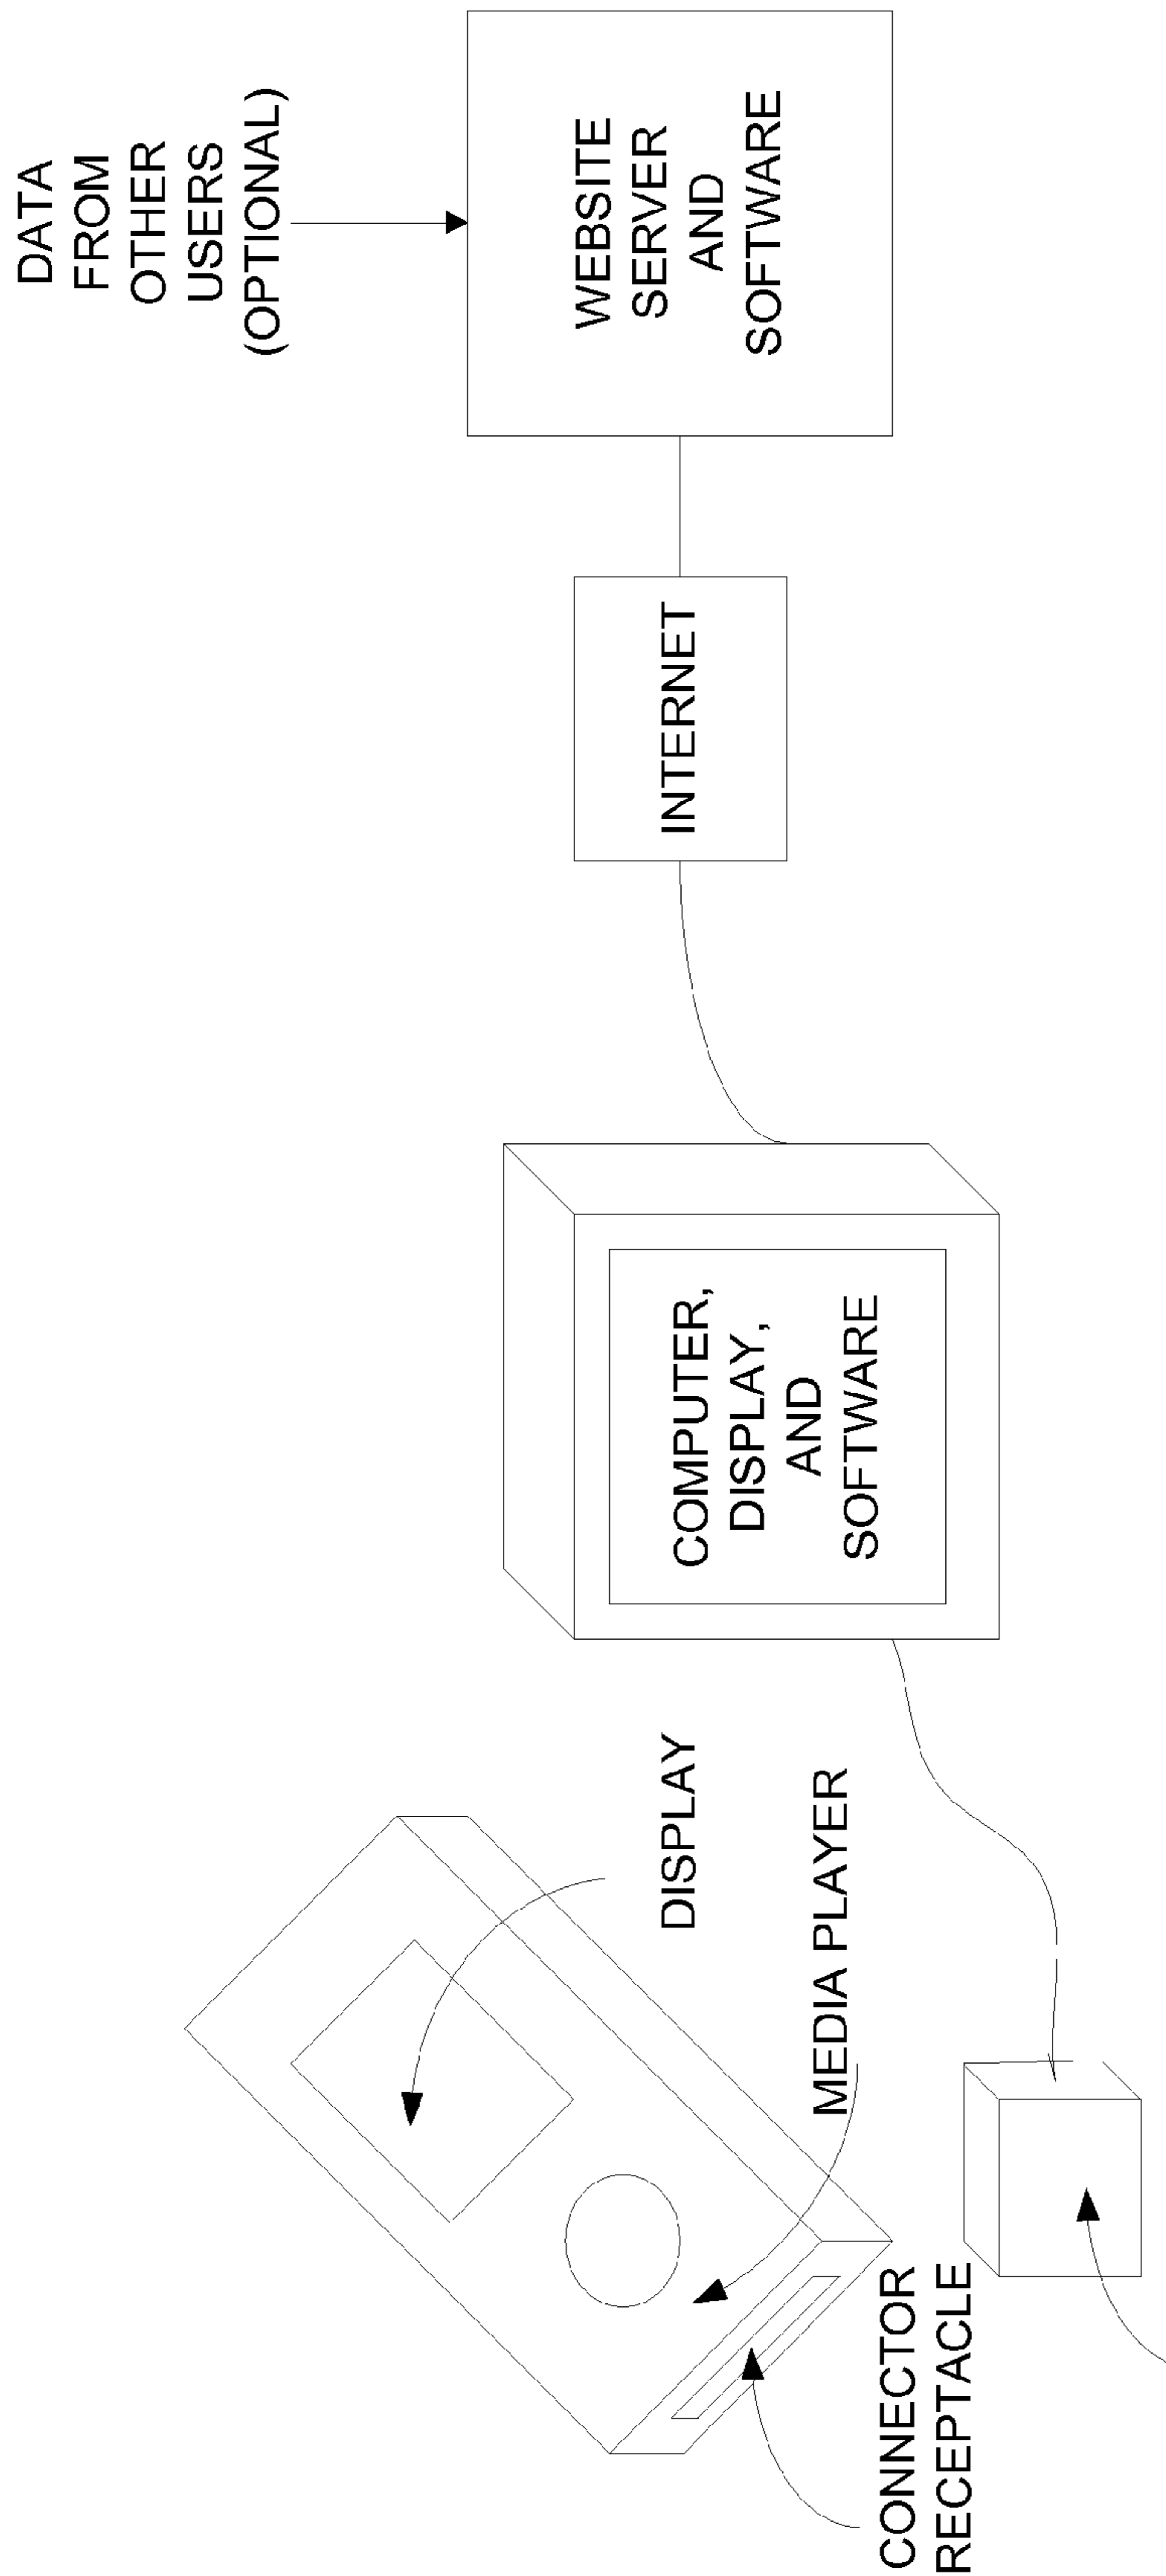 DATA
FROM
OTHER
USERS
(OPTIONAL)
WEBSITE
SERVER
AND
SOFTWARE
INTERNET
COMPUTER,
DISPLAY,
AND
SOFTWARE
DISPLAY
MEDIA PLAYER
CONNECTOR
RECEPTACLE